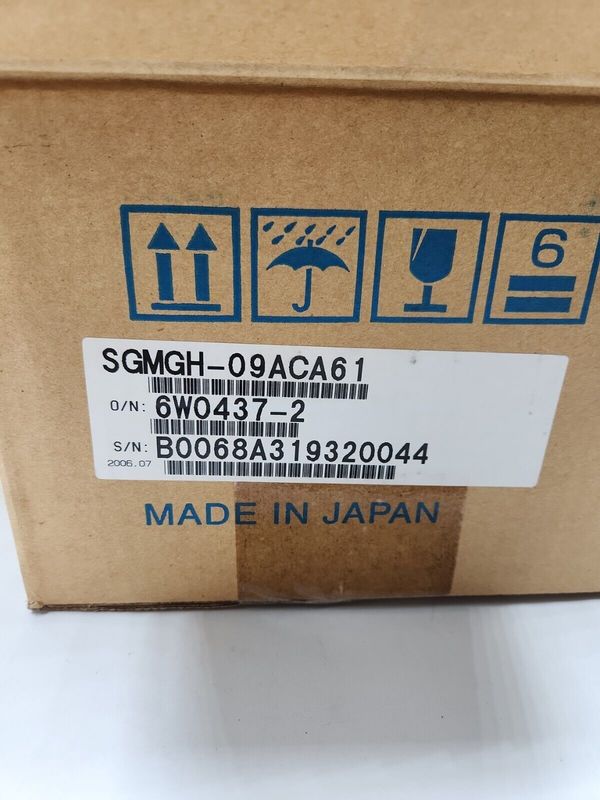 6
SGMGH-09ACA61
O/N: 6W0437-2
S/N: B0068A319320044
2006.07
MADE IN JAPAN